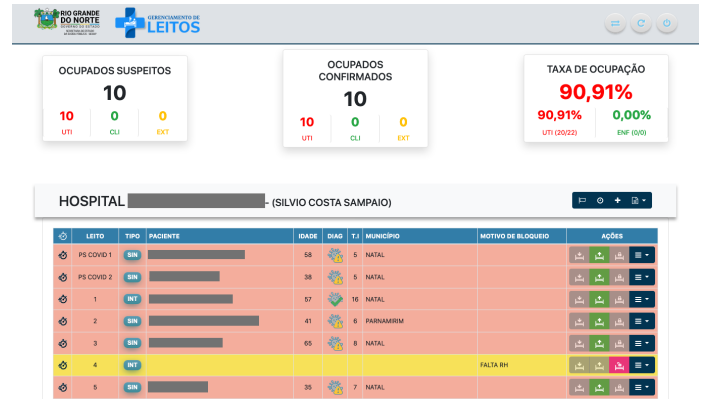 RIO GRANDE
DO NORTE
GOVERNO DO ESTADO
GERENCIAMENTO DE
LEITOS
OCUPADOS SUSPEITOS
10
10 0 0
UTI CLI EXT
OCUPADOS
CONFIRMADOS
10
10 0 0
UTI CLI EXT
TAXA DE OCUPAÇÃO
90,91%
90,91% 0,00%
UTI (20/22) ENF (0/0)
HOSPITAL - (SILVIO COSTA SAMPAIO)
LEITO TIPO PACIENTE IDADE DIAG T.I MUNICÍPIO MOTIVO DE BLOQUEIO AÇÕES
PS COVID 1 SIN 58 5 NATAL
PS COVID 2 SIN 38 5 NATAL
1 INT 57 16 NATAL
2 SIN 41 6 PARNAMIRIM
3 SIN 65 8 NATAL
4 INT FALTA RH
5 SIN 35 7 NATAL